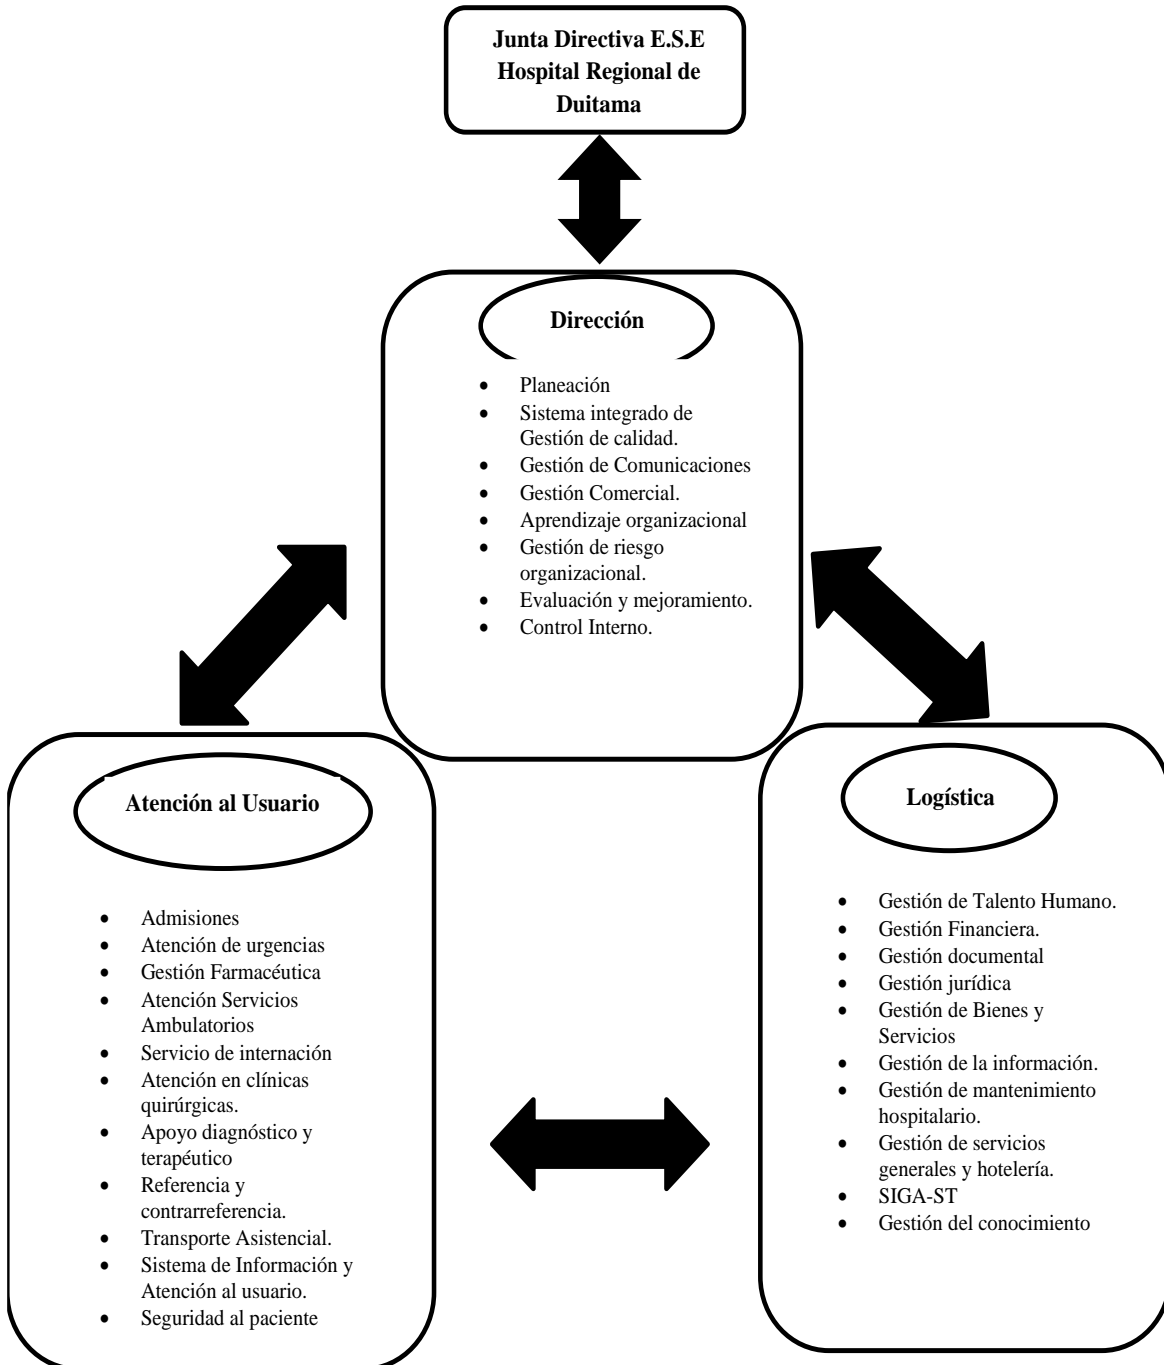 Junta Directiva E.S.E
Hospital Regional de
Duitama
Dirección
• Planeación
• Sistema integrado de
Gestión de calidad.
• Gestión de Comunicaciones
• Gestión Comercial.
• Aprendizaje organizacional
• Gestión de riesgo
organizacional.
• Evaluación y mejoramiento.
• Control Interno.
Atención al Usuario
• Admisiones
• Atención de urgencias
• Gestión Farmacéutica
• Atención Servicios
Ambulatorios
• Servicio de internación
• Atención en clínicas
quirúrgicas.
• Apoyo diagnóstico y
terapéutico
• Referencia y
contrarreferencia.
• Transporte Asistencial.
• Sistema de Información y
Atención al usuario.
• Seguridad al paciente
Logística
• Gestión de Talento Humano.
• Gestión Financiera.
• Gestión documental
• Gestión jurídica
• Gestión de Bienes y
Servicios
• Gestión de la información.
• Gestión de mantenimiento
hospitalario.
• Gestión de servicios
generales y hotelería.
• SIGA-ST
• Gestión del conocimiento